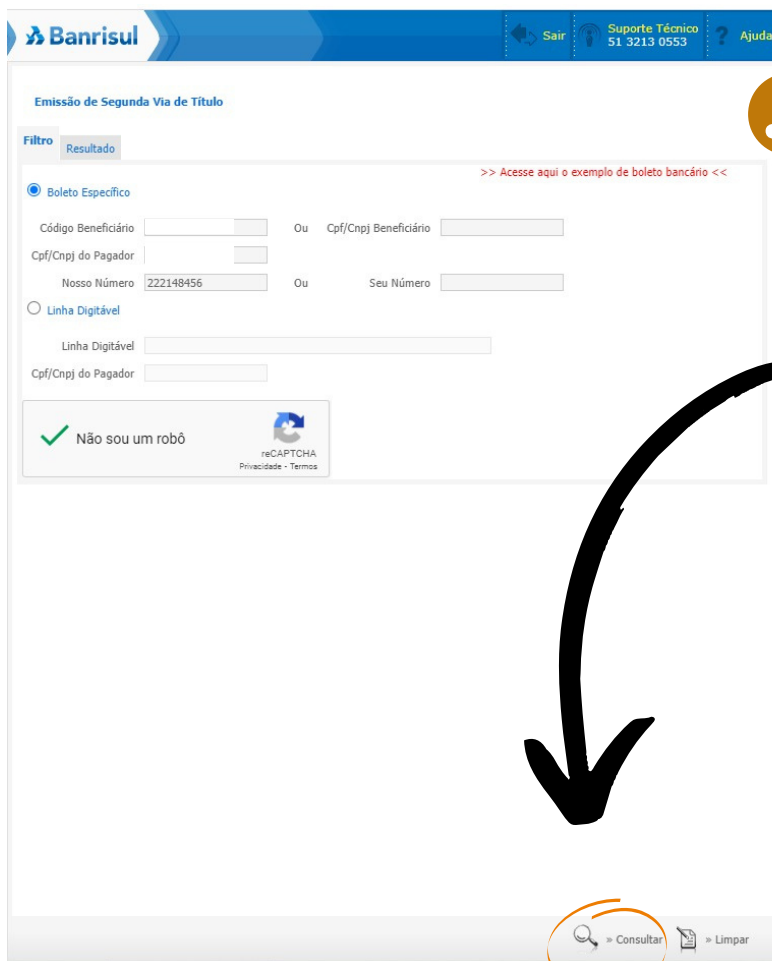 Banrisul
Sair
Suporte Técnico
51 3213 0553
? Ajuda
Emissão de Segunda Via de Título
Filtro
Resultado
>> Acesse aqui o exemplo de boleto bancário <<
Boleto Específico
Código Beneficiário Ou Cpf/Cnpj Beneficiário
Cpf/Cnpj do Pagador
Nosso Número 222148456 Ou Seu Número
Linha Digitável
Linha Digitável
Cpf/Cnpj do Pagador
Não sou um robô
reCAPTCHA
Privacidade - Termos
» Consultar » Limpar